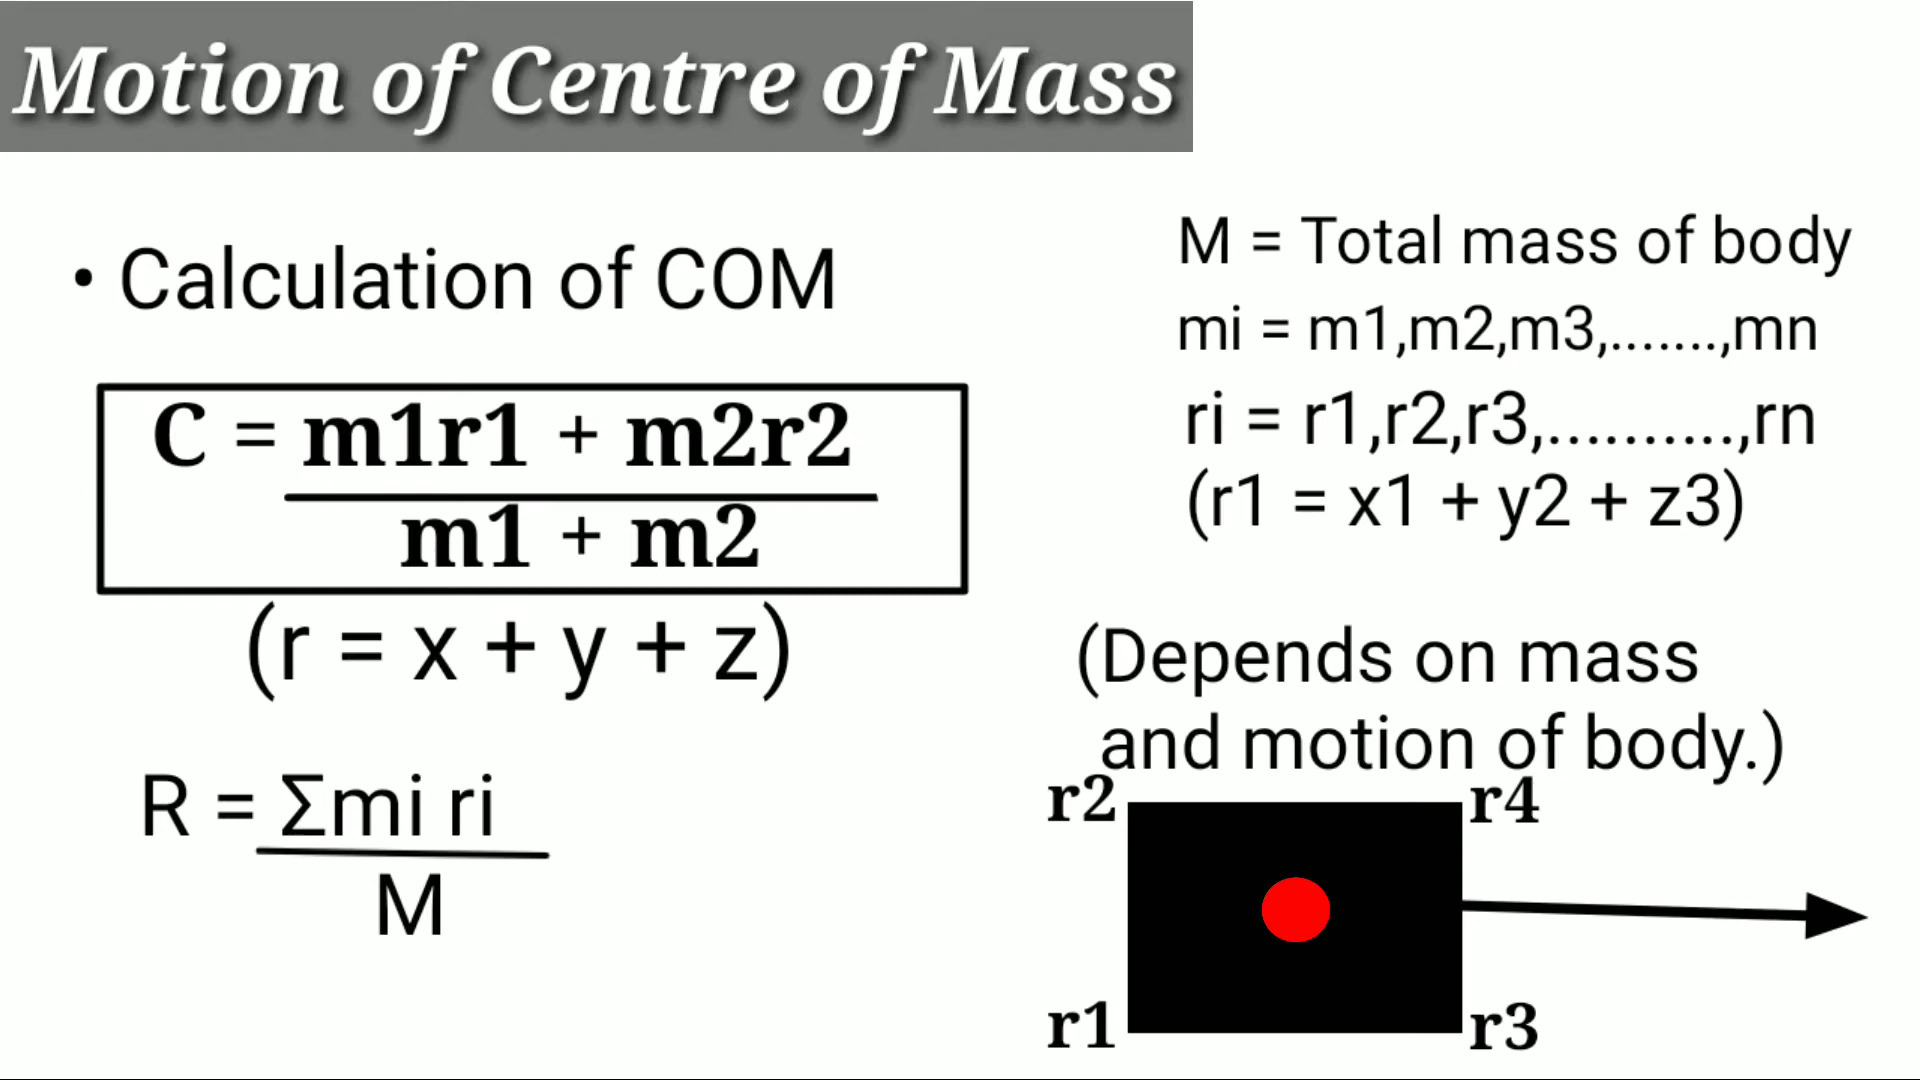 Motion of Centre of Mass
• Calculation of COM
C = m1r1 + m2r2
m1 + m2
(r = x + y + z)
R = Σmi ri
M
M = Total mass of body
mi = m1,m2,m3,.......,mn
ri = r1,r2,r3,..........,rn
(r1 = x1 + y2 + z3)
(Depends on mass
and motion of body.)
r2
r4
r1
r3